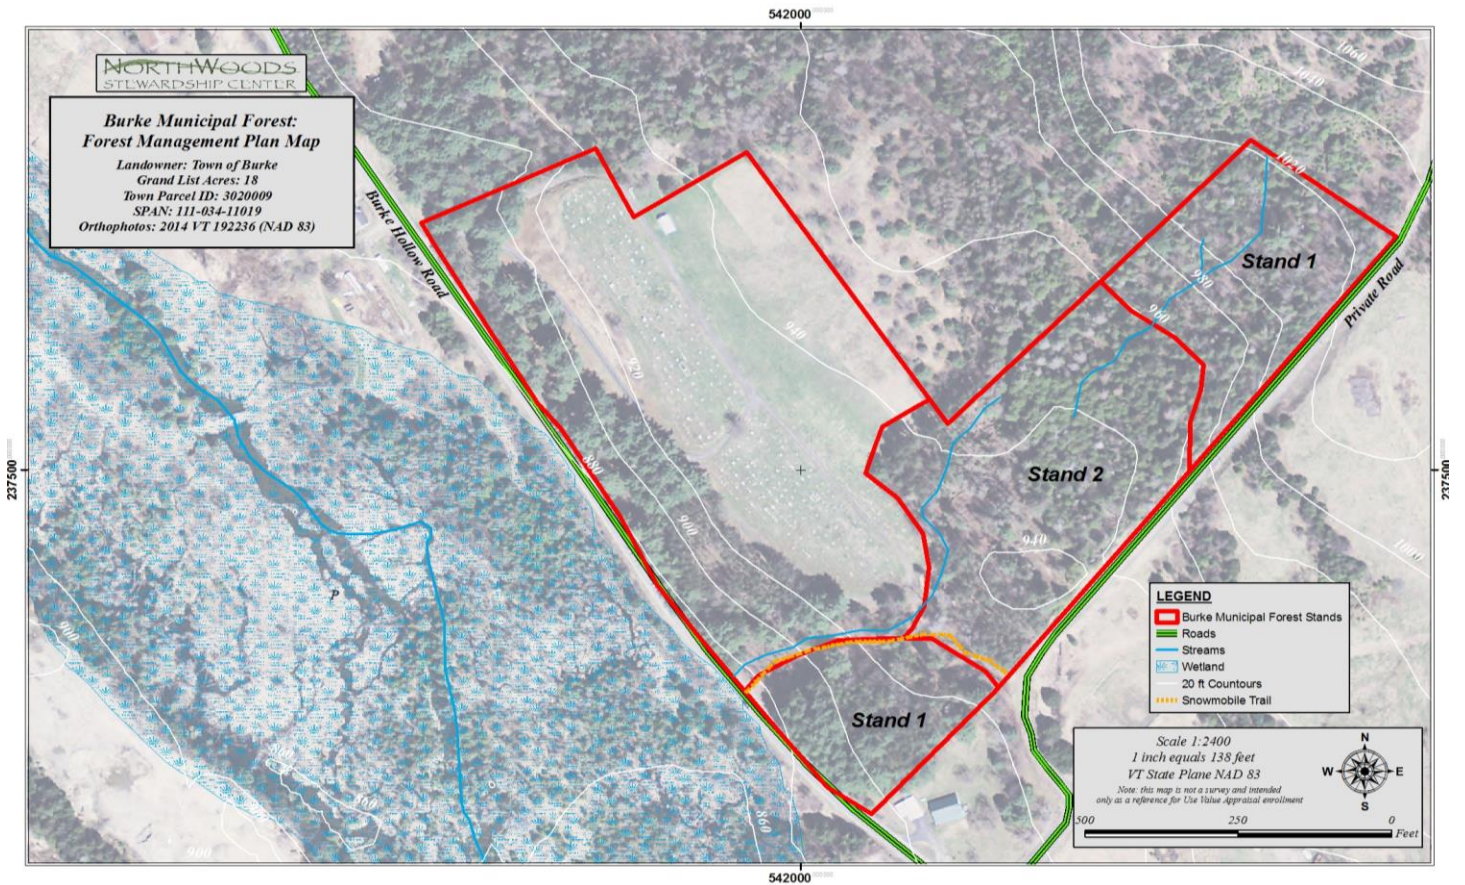 542000
NORTHWOODS
STEWARDSHIP CENTER
Burke Municipal Forest:
Forest Management Plan Map
Landowner: Town of Burke
Grand List Acres: 18
Town Parcel ID: 3020009
SPAN: 111-034-11019
Orthophotos: 2014 VT 192236 (NAD 83)
1060
1040
1020
Burke Hollow Road
Stand 1
980
Private Road
960
940
920
880
237500
Stand 2
237500
900
940
1000
P
900
Stand 1
860
860
860
900
LEGEND
Burke Municipal Forest Stands
Roads
Streams
Wetland
20 ft Countours
Snowmobile Trail
Scale 1:2400
1 inch equals 138 feet
VT State Plane NAD 83
Note: this map is not a survey and intended
only as a reference for Use Value Appraisal enrollment
N
W E
S
500 250 0
Feet
542000